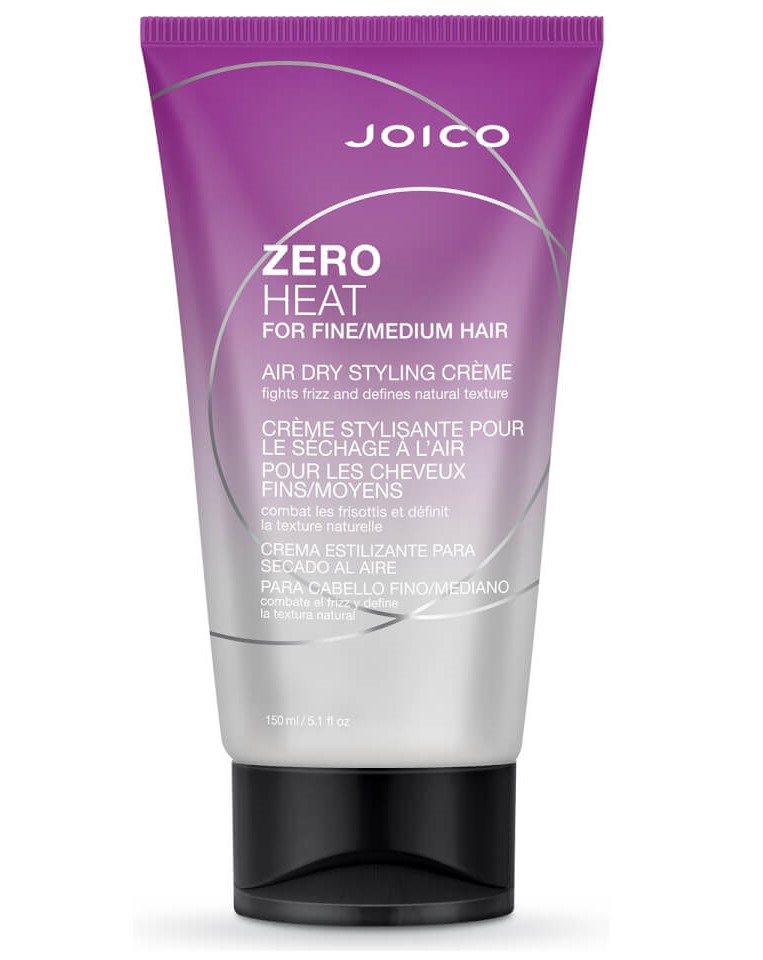 JOICO
ZERO
HEAT
FOR FINE/MEDIUM HAIR
AIR DRY STYLING CRÈME
fights frizz and defines natural texture
CRÈME STYLISANTE POUR
LE SÉCHAGE À L'AIR
POUR LES CHEVEUX
FINS/MOYENS
combat les frisottis et définit
la texture naturelle
CREMA ESTILIZANTE PARA
SECADO AL AIRE
PARA CABELLO FINO/MEDIANO
combate el frizz y define
la textura natural
150 ml / 5.1 fl oz